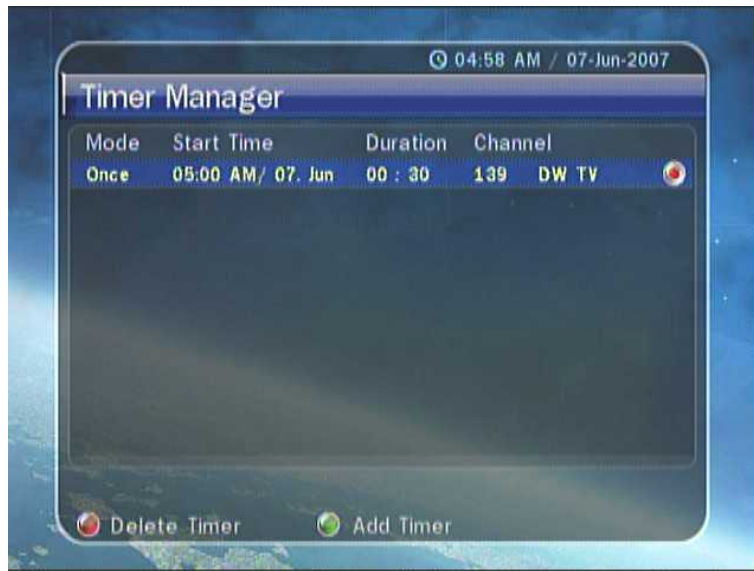 04:58 AM / 07-Jun-2007
Timer Manager
Mode Start Time Duration Channel
Once 05:00 AM/ 07. Jun 00 : 30 139 DW TV
Delete Timer Add Timer